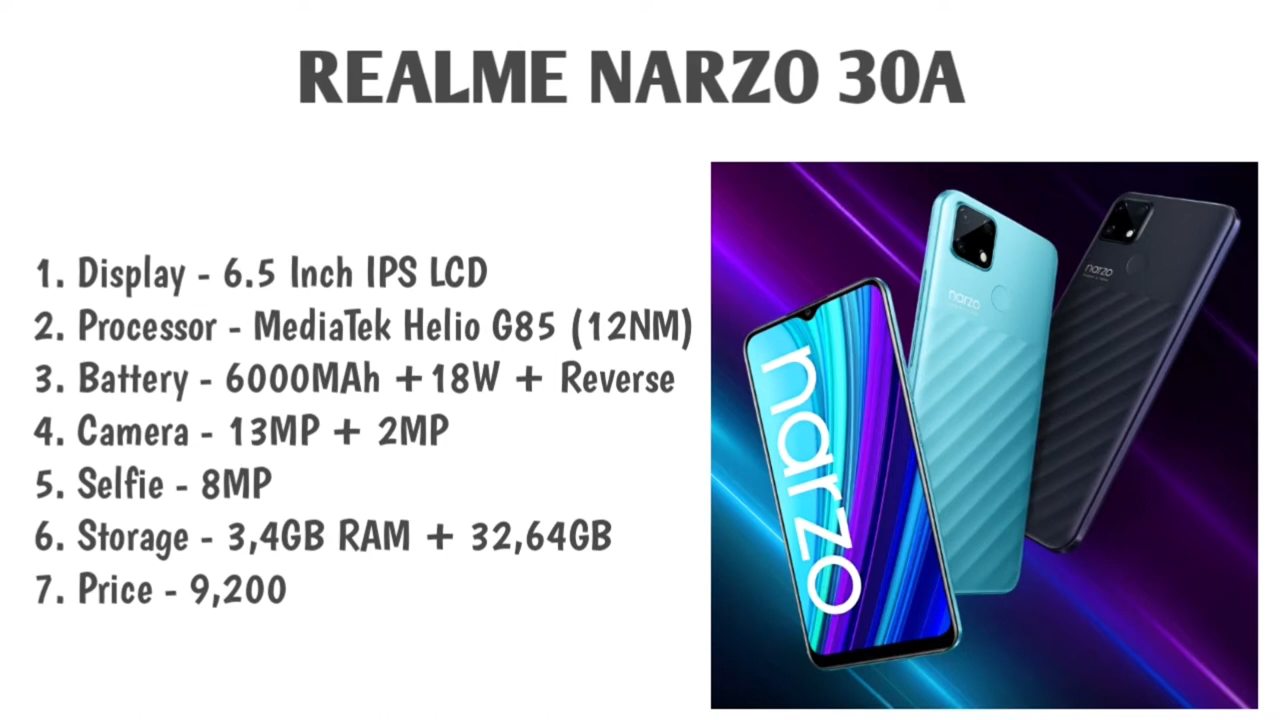 REALME NARZO 30A
1. Display - 6.5 Inch IPS LCD
2. Processor - MediaTek Helio G85 (12NM)
3. Battery - 6000MAh +18W + Reverse
4. Camera - 13MP + 2MP
5. Selfie - 8MP
6. Storage - 3,4GB RAM + 32,64GB
7. Price - 9,200
narzo
narzo
narzo